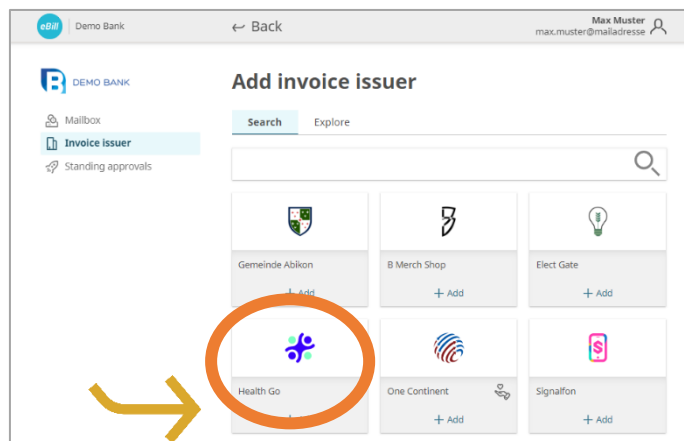 eBill Demo Bank
← Back
Max Muster
max.muster@mailadresse
DEMO BANK
Add invoice issuer
Mailbox
Invoice issuer
Standing approvals
Search Explore
Gemeinde Abikon
B Merch Shop
Elect Gate
+ Add
+ Add
+ Add
Health Go
One Continent
Signalfon
+ Add
+ Add